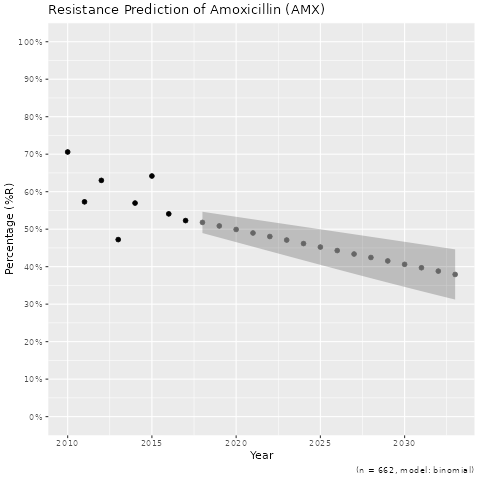 Resistance Prediction of Amoxicillin (AMX)
100%
90%
80%
70%
60%
50%
40%
30%
20%
10%
0%
Percentage (%R)
2010 2015 2020 2025 2030
Year
(n = 662, model: binomial)